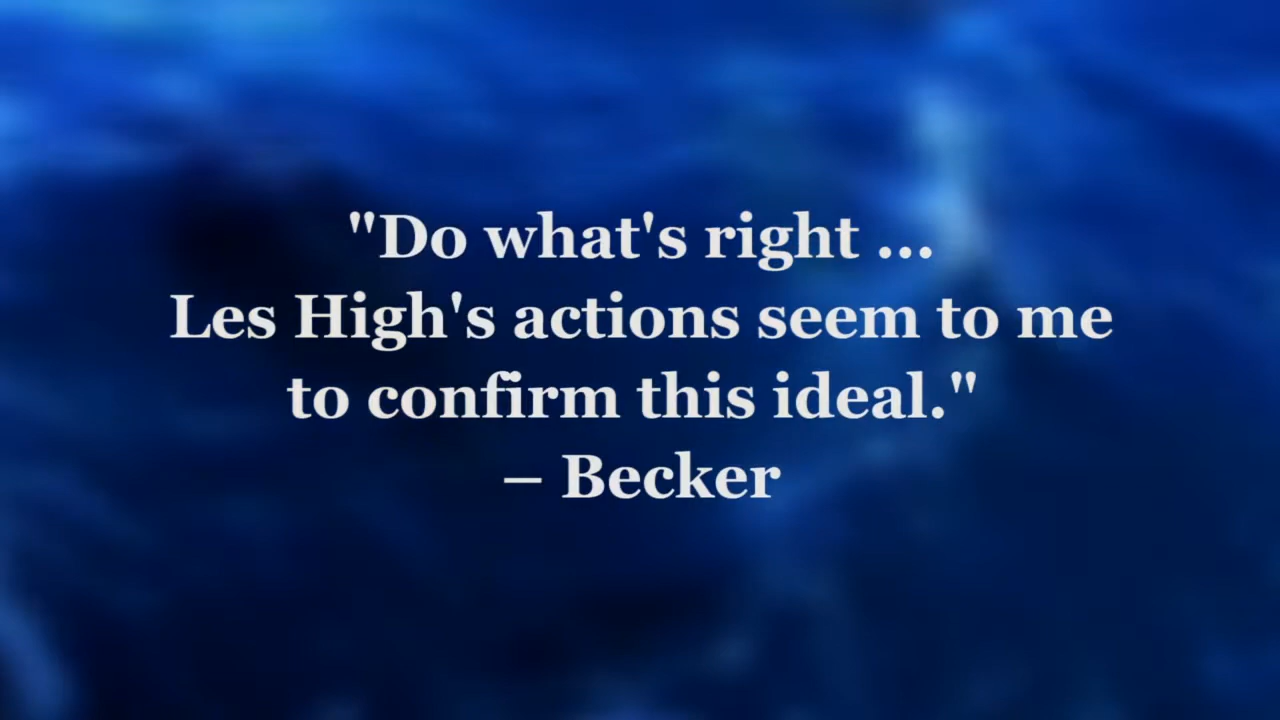 "Do what's right ...
Les High's actions seem to me
to confirm this ideal."
– Becker